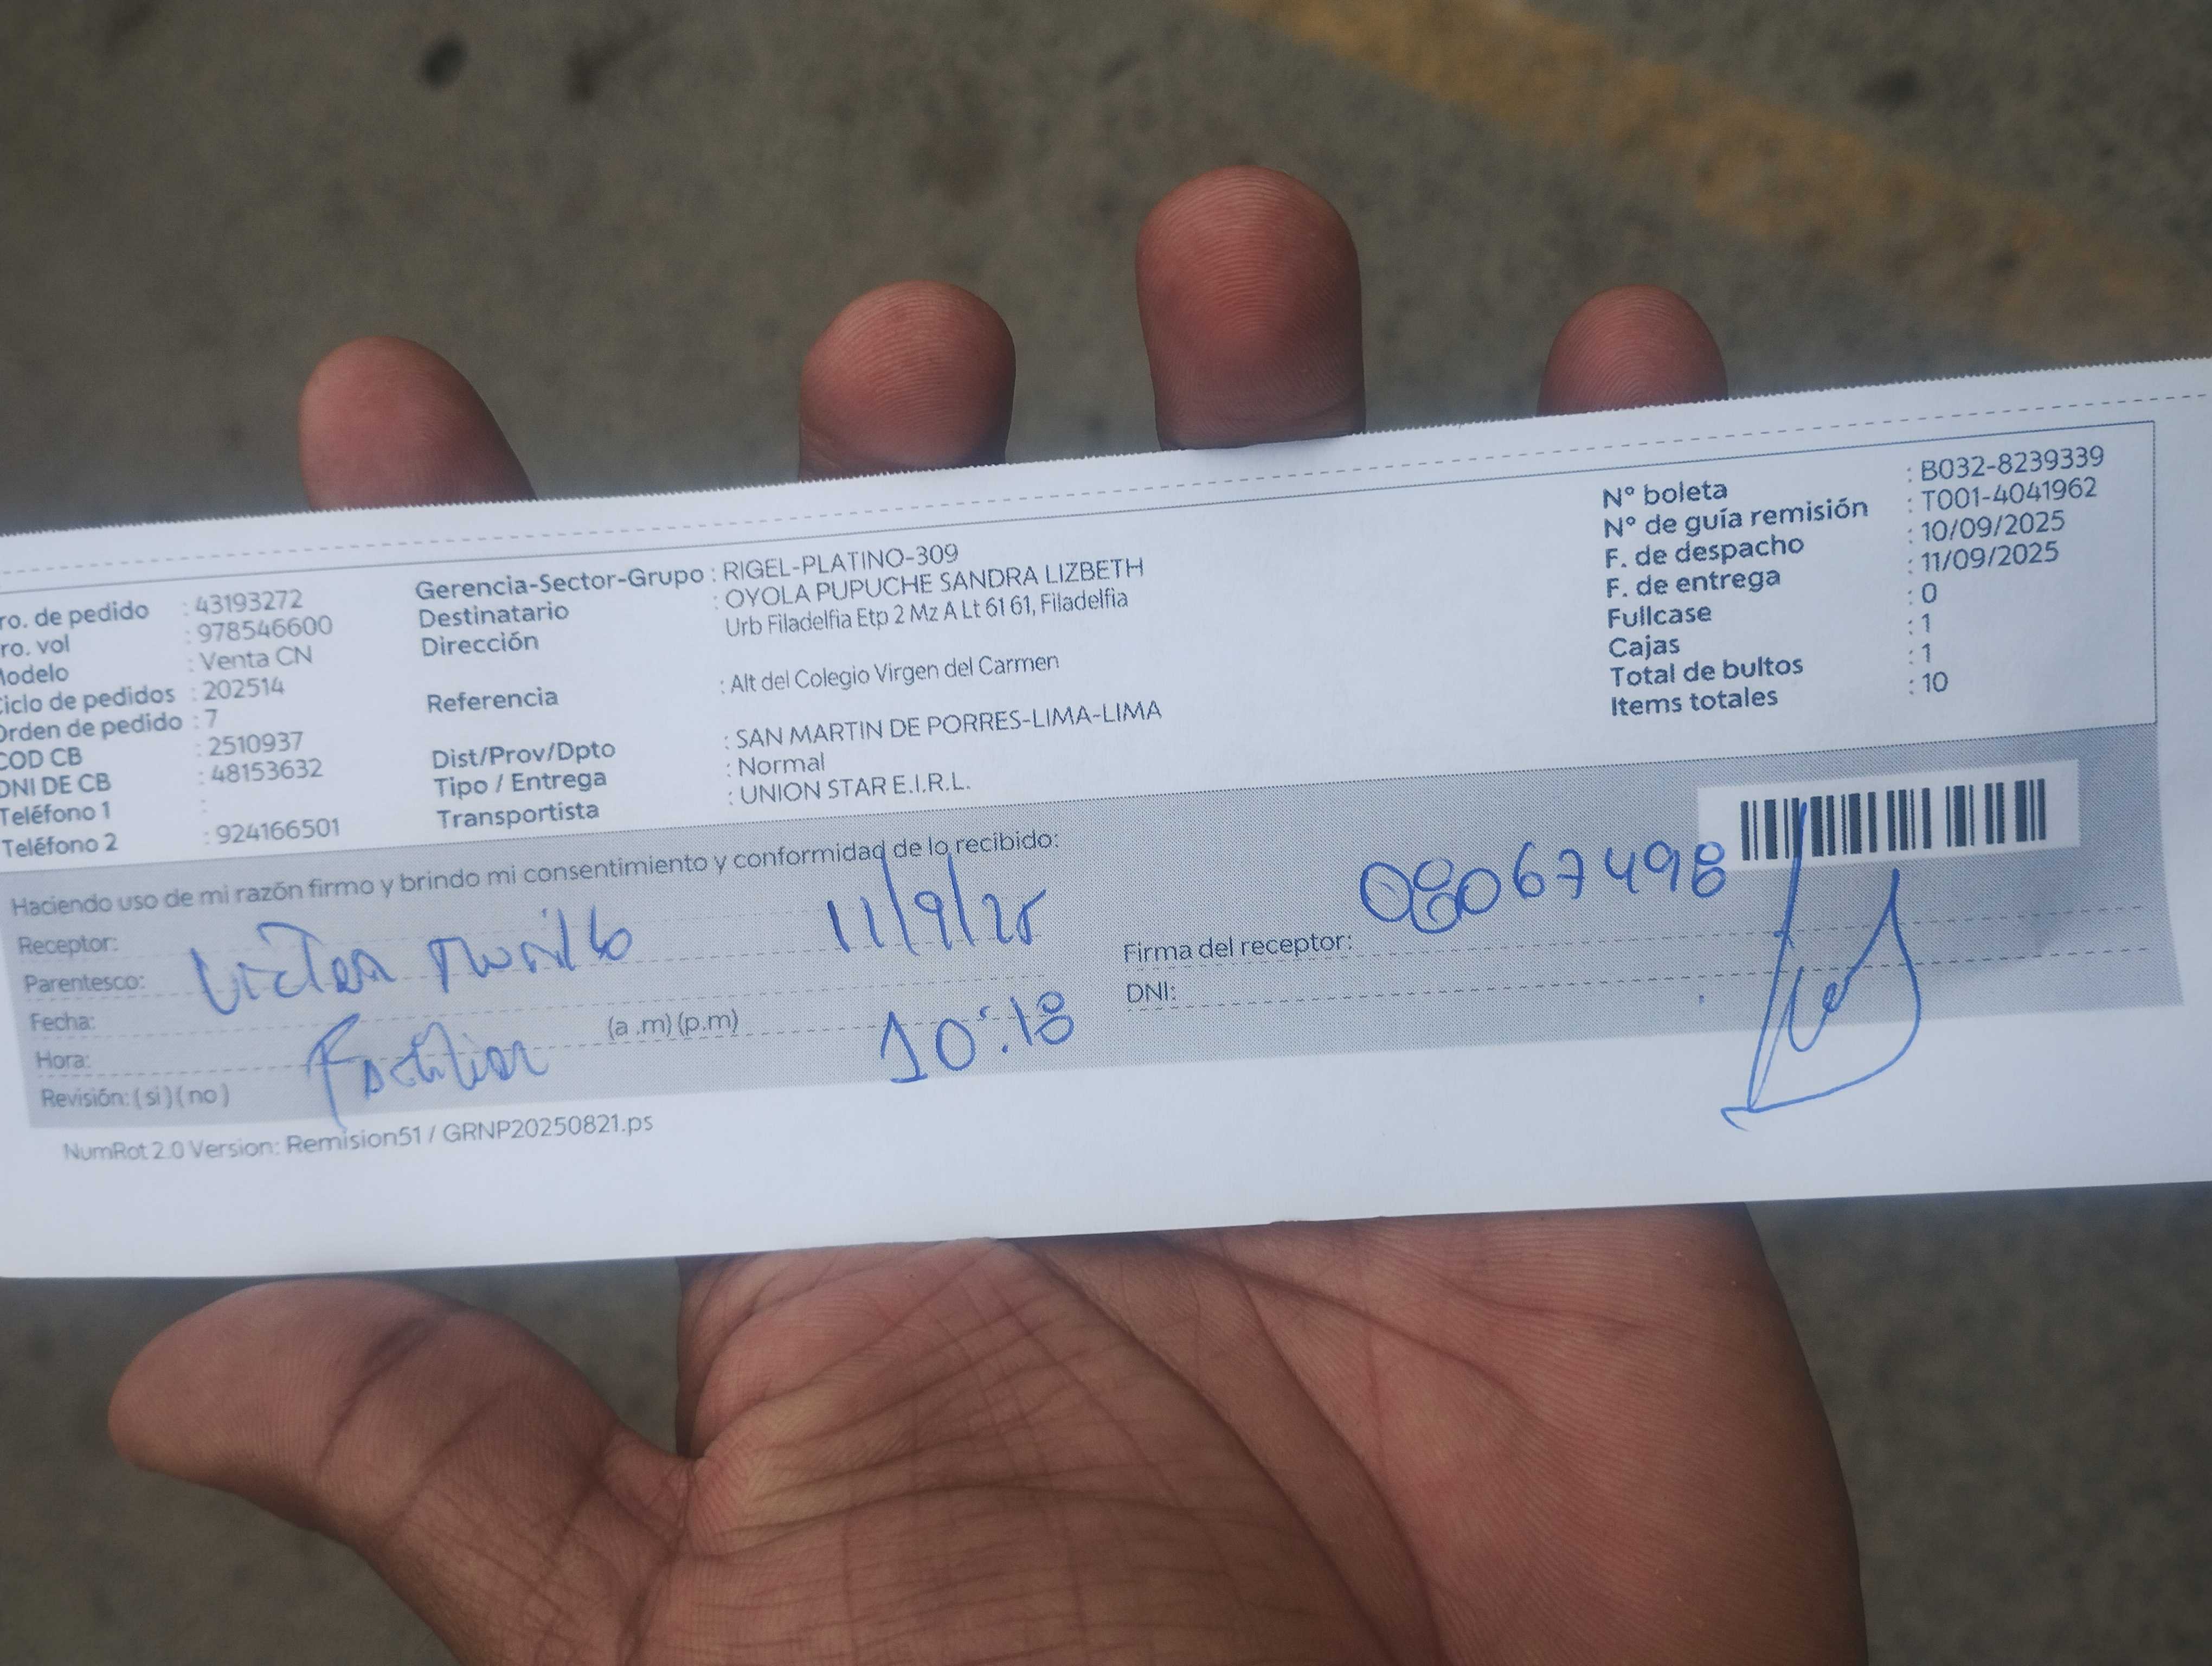 ro. de pedido : 43193272
ro. vol : 978546600
odelo : Venta CN
iclo de pedidos : 202514
rden de pedido : 7
COD CB : 2510937
DNI DE CB : 48153632
Teléfono 1 :
Teléfono 2 : 924166501
Gerencia-Sector-Grupo : RIGEL-PLATINO-309
Destinatario : OYOLA PUPUCHE SANDRA LIZBETH
Dirección Urb Filadelfia Etp 2 Mz A Lt 61 61, Filadelfia
Referencia : Alt del Colegio Virgen del Carmen
Dist/Prov/Dpto : SAN MARTIN DE PORRES-LIMA-LIMA
Tipo / Entrega : Normal
Transportista : UNION STAR E.I.R.L.
N° boleta : B032-8239339
N° de guía remisión : T001-4041962
F. de despacho : 10/09/2025
F. de entrega : 11/09/2025
Fullcase : 0
Cajas : 1
Total de bultos : 1
Items totales : 10
Haciendo uso de mi razón firmo y brindo mi consentimiento y conformidad de lo recibido:
Receptor:
Parentesco:
Fecha:
Hora: (a .m) (p.m)
Revisión: ( si ) ( no )
11/9/25
10:18
Firma del receptor:
DNI:
67498
NumRot 2.0 Version: Remision51 / GRNP20250821.ps